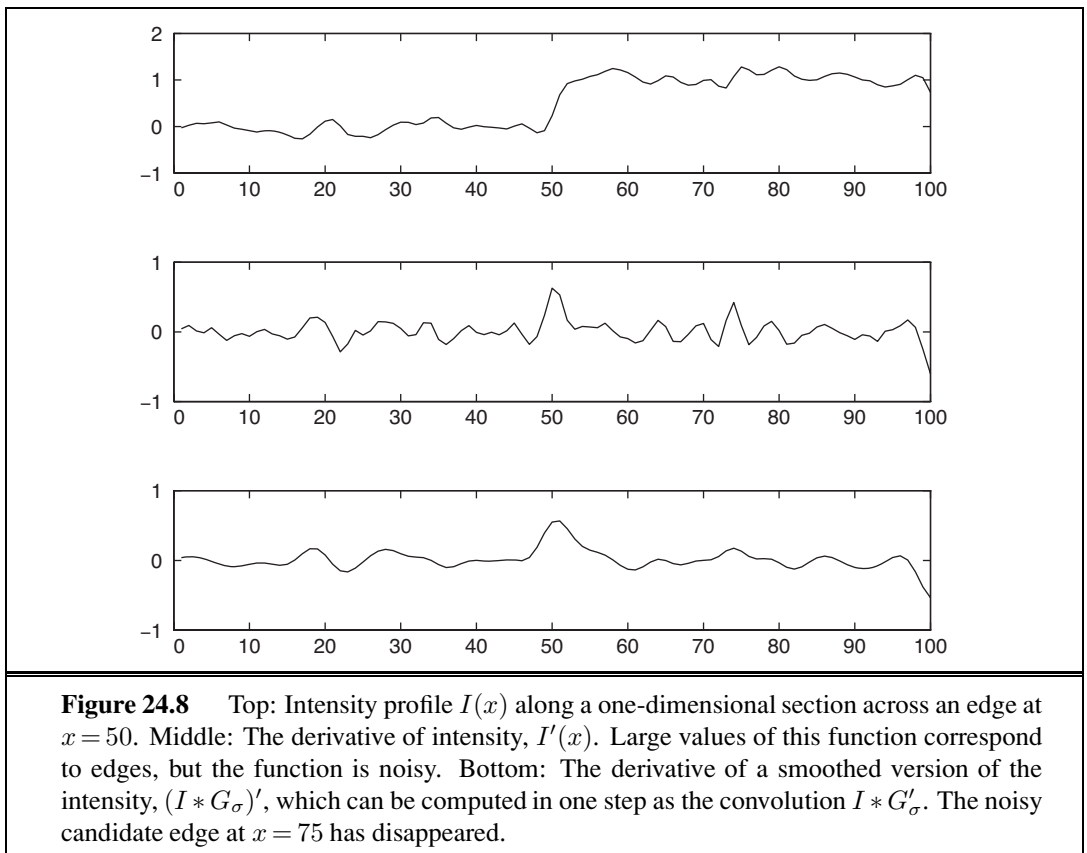 2
1
0
−1
0 10 20 30 40 50 60 70 80 90 100
1
0
−1
0 10 20 30 40 50 60 70 80 90 100
1
0
−1
0 10 20 30 40 50 60 70 80 90 100
Figure 24.8 Top: Intensity profile I(x) along a one-dimensional section across an edge at
x = 50. Middle: The derivative of intensity, I′(x). Large values of this function correspond
to edges, but the function is noisy. Bottom: The derivative of a smoothed version of the
intensity, (I ∗ Gσ)′, which can be computed in one step as the convolution I ∗ G′σ. The noisy
candidate edge at x = 75 has disappeared.